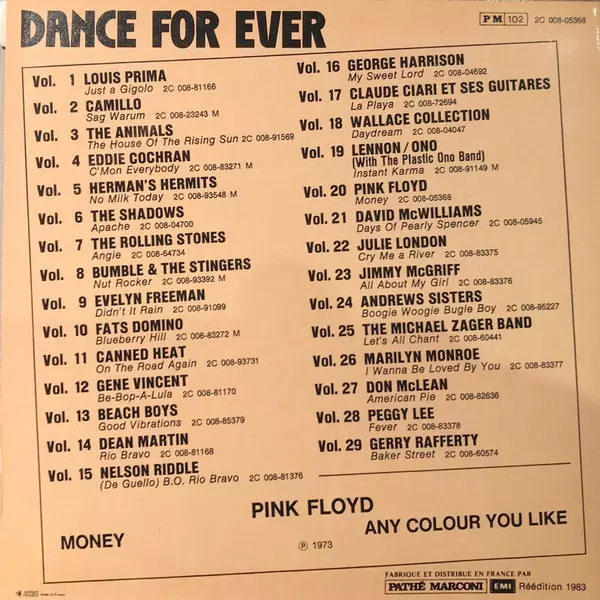 DANCE FOR EVER
PM 102 2C 008-05368
Vol. 1 LOUIS PRIMA
Just a Gigolo 2C 008-81166
Vol. 2 CAMILLO
Sag Warum 2C 008-23243 M
Vol. 3 THE ANIMALS
The House Of The Rising Sun 2C 008-91569
Vol. 4 EDDIE COCHRAN
C'Mon Everybody 2C 008-83271 M
Vol. 5 HERMAN'S HERMITS
No Milk Today 2C 008-93548 M
Vol. 6 THE SHADOWS
Apache 2C 008-04700
Vol. 7 THE ROLLING STONES
Angie 2C 008-64734
Vol. 8 BUMBLE & THE STINGERS
Nut Rocker 2C 008-93392 M
Vol. 9 EVELYN FREEMAN
Didn't It Rain 2C 008-91099
Vol. 10 FATS DOMINO
Blueberry Hill 2C 008-83272 M
Vol. 11 CANNED HEAT
On The Road Again 2C 008-93731
Vol. 12 GENE VINCENT
Be-Bop-A-Lula 2C 008-81170
Vol. 13 BEACH BOYS
Good Vibrations 2C 008-85379
Vol. 14 DEAN MARTIN
Rio Bravo 2C 008-81168
Vol. 15 NELSON RIDDLE
(De Guello) B.O. Rio Bravo 2C 008-81376
Vol. 16 GEORGE HARRISON
My Sweet Lord 2C 008-04692
Vol. 17 CLAUDE CIARI ET SES GUITARES
La Playa 2C 008-72694
Vol. 18 WALLACE COLLECTION
Daydream 2C 008-04047
Vol. 19 LENNON / ONO
(With The Plastic Ono Band)
Instant Karma 2C 008-91149 M
Vol. 20 PINK FLOYD
Money 2C 008-05368
Vol. 21 DAVID McWILLIAMS
Days Of Pearly Spencer 2C 008-05945
Vol. 22 JULIE LONDON
Cry Me a River 2C 008-83375
Vol. 23 JIMMY McGRIFF
All About My Girl 2C 008-83376
Vol. 24 ANDREWS SISTERS
Boogie Woogie Bugle Boy 2C 008-95227
Vol. 25 THE MICHAEL ZAGER BAND
Let's All Chant 2C 008-60441
Vol. 26 MARILYN MONROE
I Wanna Be Loved By You 2C 008-83377
Vol. 27 DON McLEAN
American Pie 2C 008-82636
Vol. 28 PEGGY LEE
Fever 2C 008-83378
Vol. 29 GERRY RAFFERTY
Baker Street 2C 008-60574
PINK FLOYD
MONEY
ANY COLOUR YOU LIKE
℗ 1973
FABRIQUE ET DISTRIBUE EN FRANCE PAR
PATHÉ MARCONI EMI Réédition 1983